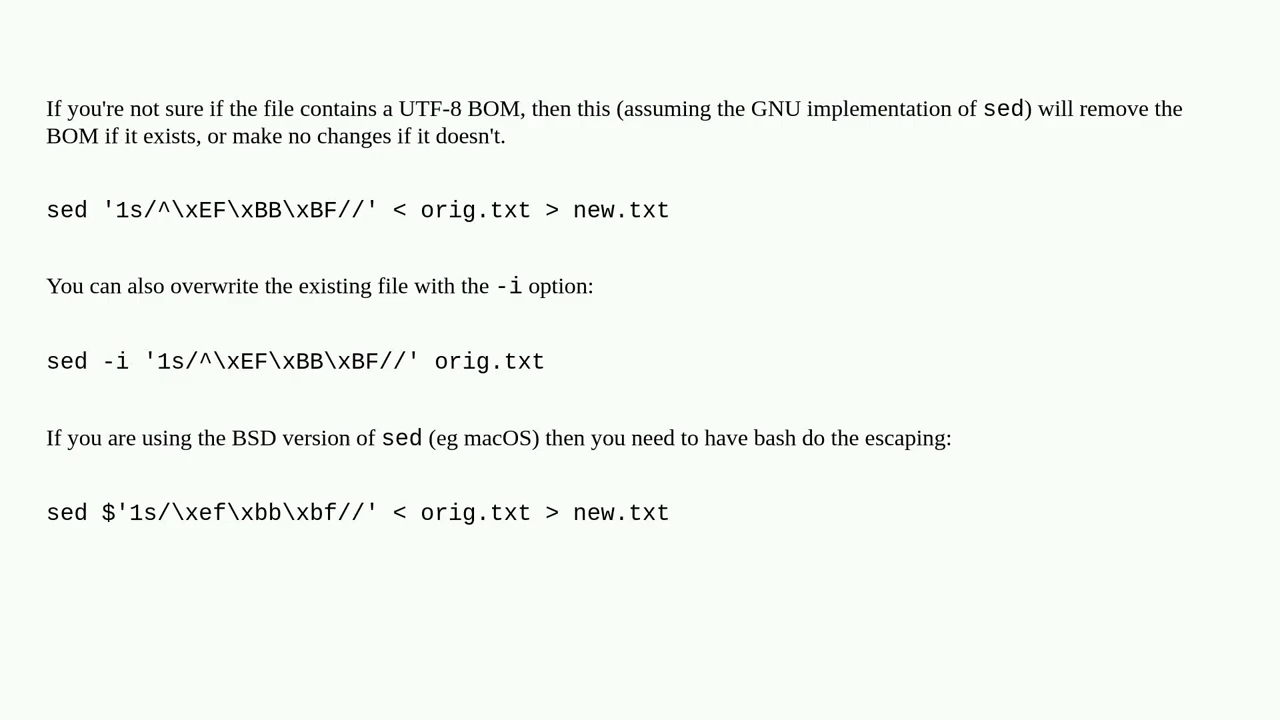 If you're not sure if the file contains a UTF-8 BOM, then this (assuming the GNU implementation of sed) will remove the
BOM if it exists, or make no changes if it doesn't.
sed '1s/^\xEF\xBB\xBF//' < orig.txt > new.txt
You can also overwrite the existing file with the -i option:
sed -i '1s/^\xEF\xBB\xBF//' orig.txt
If you are using the BSD version of sed (eg macOS) then you need to have bash do the escaping:
sed $'1s/\xef\xbb\xbf//' < orig.txt > new.txt